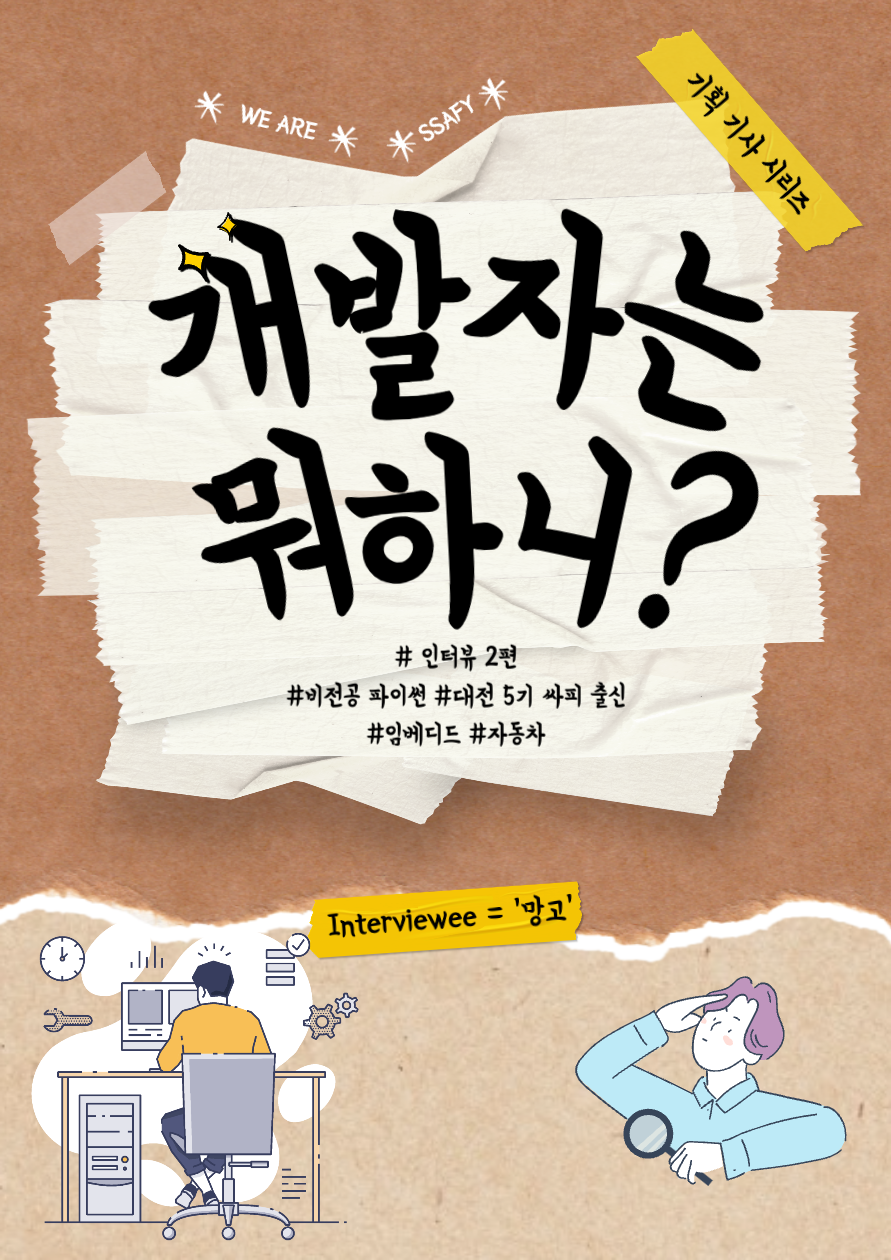 WE ARE SSAFY
기획 기사 시리즈
개발자는
뭐하니?
# 인터뷰 2편
#비전공 파이썬 #대전 5기 싸피 출신
#임베디드 #자동차
Interviewee = '망고'